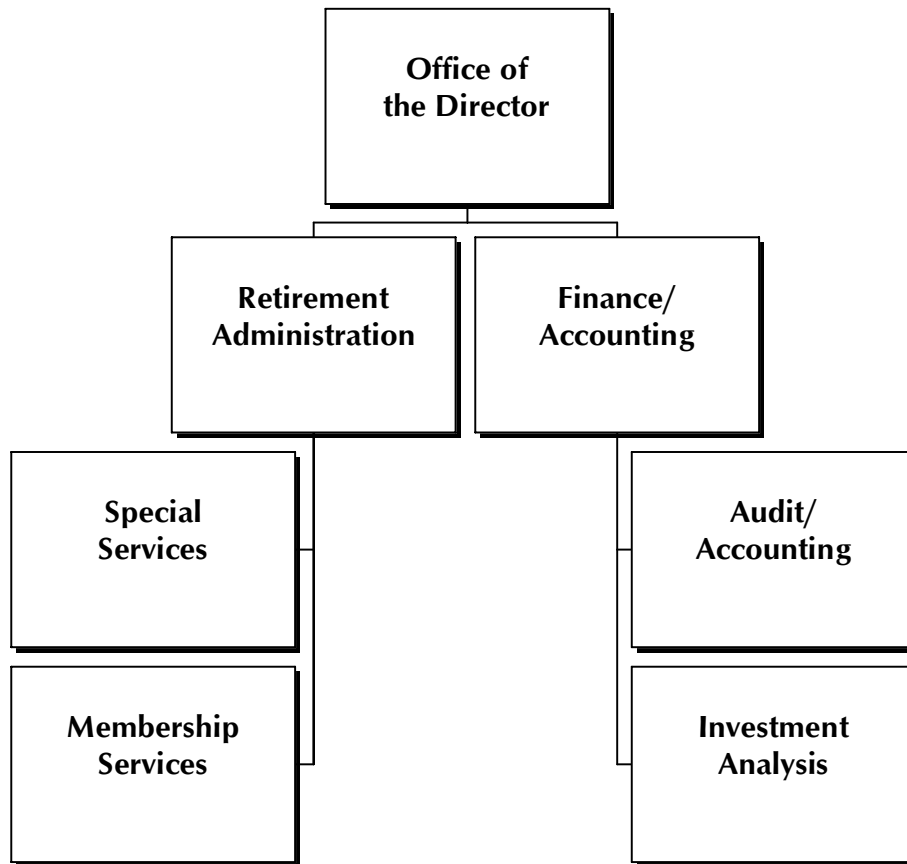 Office of
the Director
Retirement
Administration
Finance/
Accounting
Special
Services
Audit/
Accounting
Membership
Services
Investment
Analysis